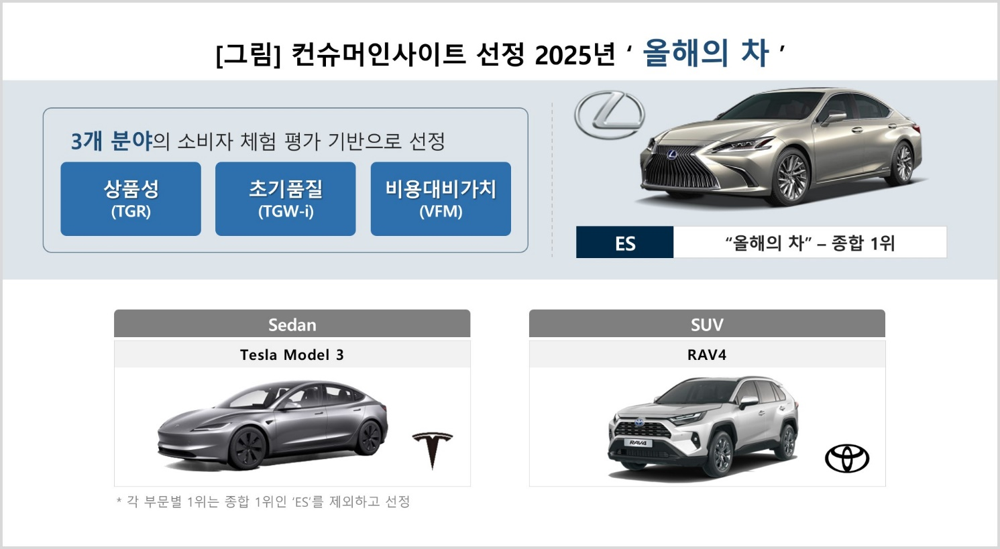 [그림] 컨슈머인사이트 선정 2025년 ‘ 올해의 차 ’
3개 분야의 소비자 체험 평가 기반으로 선정
상품성
(TGR)
초기품질
(TGW-i)
비용대비가치
(VFM)
ES
“올해의 차” – 종합 1위
Sedan
Tesla Model 3
SUV
RAV4
RAV4
* 각 부문별 1위는 종합 1위인 ‘ES’를 제외하고 선정